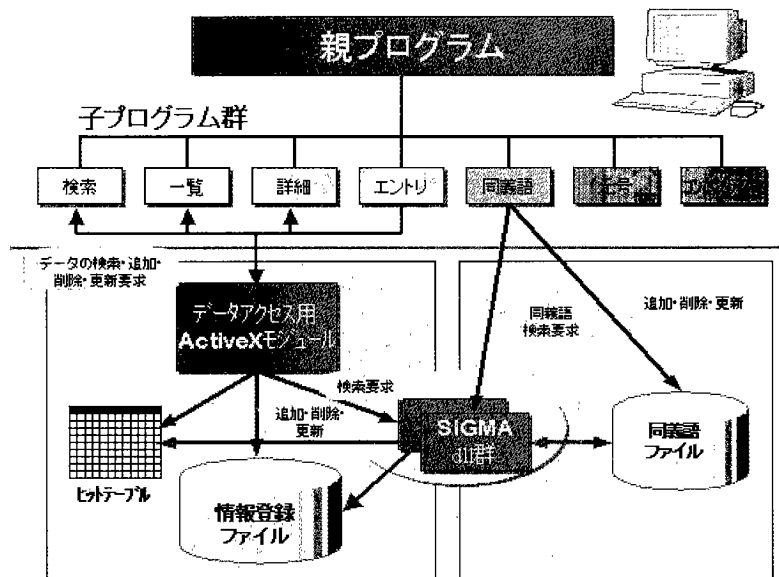 親プログラム
子プログラム群
検索
一覧
詳細
エントリ
同義語
データの検索・追加・
削除・更新要求
データアクセス用
ActiveXモジュール
同義語
検索要求
追加・削除・更新
検索要求
追加・削除・
更新
SIGMA
dll群
同義語
ファイル
ヒットテーブル
情報登録
ファイル